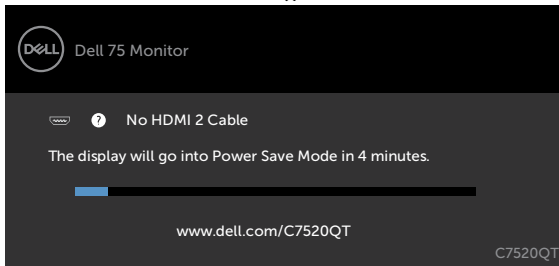 DELL
Dell 75 Monitor
? No HDMI 2 Cable
The display will go into Power Save Mode in 4 minutes.
www.dell.com/C7520QT
C7520QT